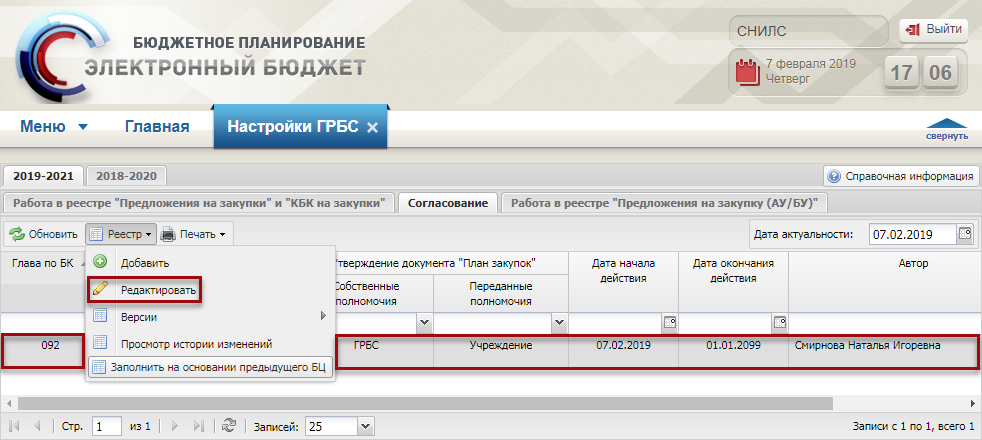 БЮДЖЕТНОЕ ПЛАНИРОВАНИЕ
ЭЛЕКТРОННЫЙ БЮДЖЕТ
СНИЛС
Выйти
7 февраля 2019
Четверг
17 06
Меню Главная Настройки ГРБС
свернуть
2019-2021 2018-2020 Справочная информация
Работа в реестре "Предложения на закупки" и "КБК на закупки" Согласование Работа в реестре "Предложения на закупку (АУ/БУ)"
Обновить Реестр Печать Дата актуальности: 07.02.2019
Глава по БК Утверждение документа "План закупок" Дата начала действия Дата окончания действия Автор
Собственные полномочия Переданные полномочия
Добавить
Редактировать
Версии
Просмотр истории изменений
Заполнить на основании предыдущего БЦ
092 ГРБС Учреждение 07.02.2019 01.01.2099 Смирнова Наталья Игоревна
Стр. 1 из 1 Записей: 25 Записи с 1 по 1, всего 1